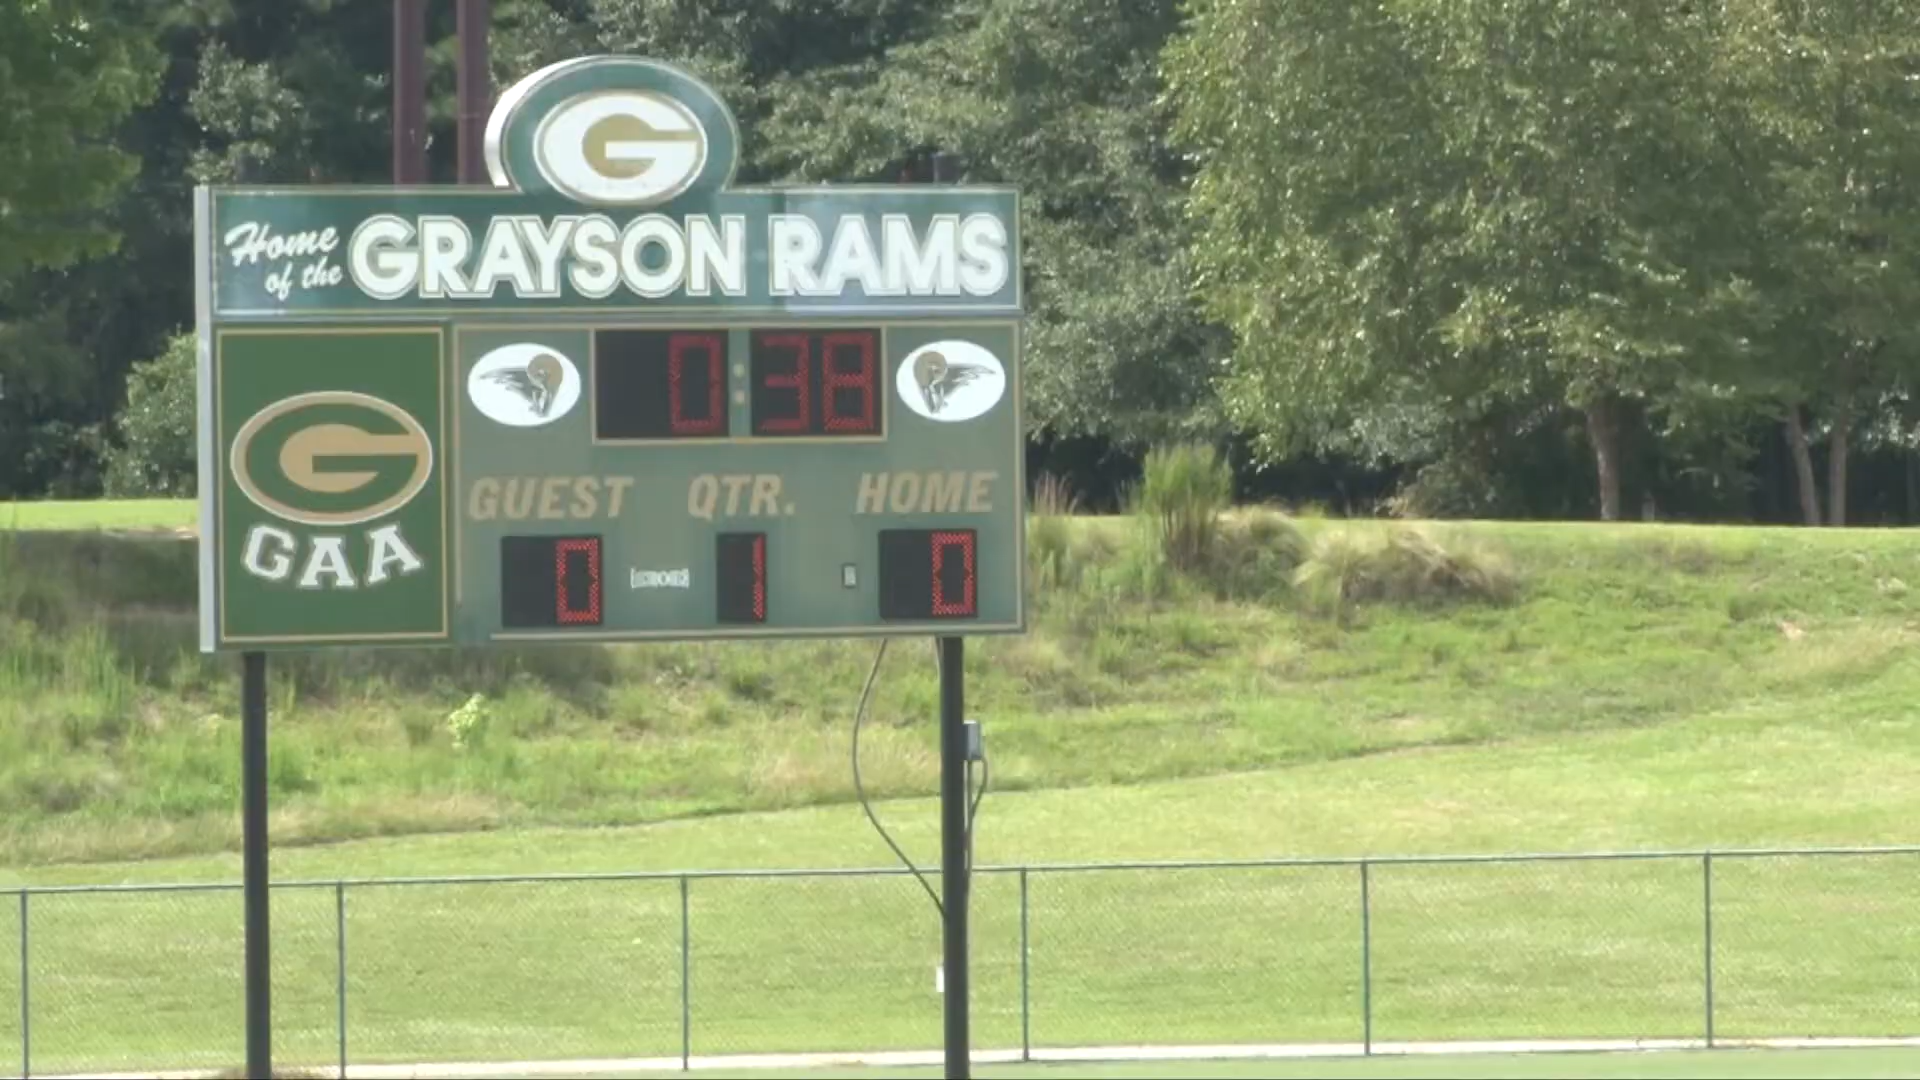 G
Home of the GRAYSON RAMS
0:38
G
GAA
GUEST QTR. HOME
0 1 0